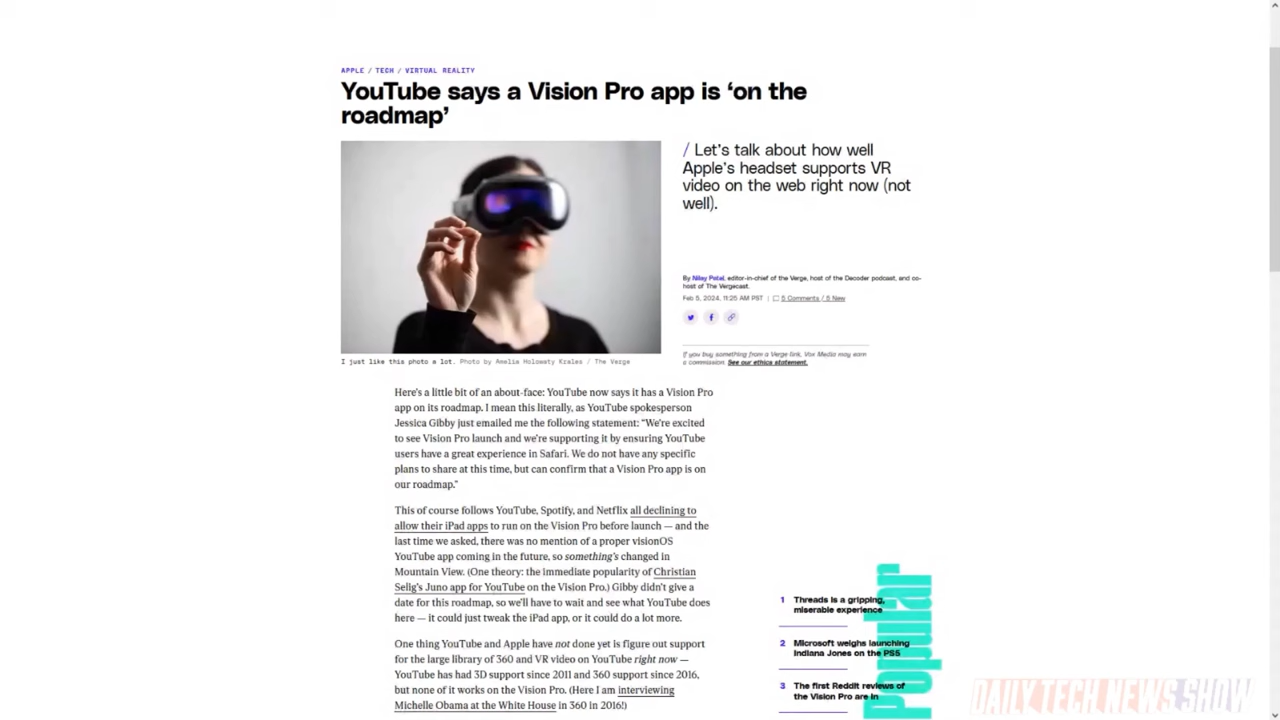 APPLE / TECH / VIRTUAL REALITY
YouTube says a Vision Pro app is ‘on the
roadmap’
/ Let’s talk about how well
Apple’s headset supports VR
video on the web right now (not
well).
By Nilay Patel, editor-in-chief of the Verge, host of the Decoder podcast, and co-
host of The Vergecast.
Feb 5, 2024, 11:25 AM PST | 5 Comments / 5 New
If you buy something from a Verge link, Vox Media may earn
a commission. See our ethics statement.
I just like this photo a lot. Photo by Amelia Holowaty Krales / The Verge
Here’s a little bit of an about-face: YouTube now says it has a Vision Pro
app on its roadmap. I mean this literally, as YouTube spokesperson
Jessica Gibby just emailed me the following statement: “We’re excited
to see Vision Pro launch and we’re supporting it by ensuring YouTube
users have a great experience in Safari. We do not have any specific
plans to share at this time, but can confirm that a Vision Pro app is on
our roadmap.”
This of course follows YouTube, Spotify, and Netflix all declining to
allow their iPad apps to run on the Vision Pro before launch — and the
last time we asked, there was no mention of a proper visionOS
YouTube app coming in the future, so something’s changed in
Mountain View. (One theory: the immediate popularity of Christian
Selig’s Juno app for YouTube on the Vision Pro.) Gibby didn’t give a
date for this roadmap, so we’ll have to wait and see what YouTube does
here — it could just tweak the iPad app, or it could do a lot more.
One thing YouTube and Apple have not done yet is figure out support
for the large library of 360 and VR video on YouTube right now —
YouTube has had 3D support since 2011 and 360 support since 2016,
but none of it works on the Vision Pro. (Here I am interviewing
Michelle Obama at the White House in 360 in 2016!)
Popular
1 Threads is a gripping,
miserable experience
2 Microsoft weighs launching
Indiana Jones on the PS5
3 The first Reddit reviews of
the Vision Pro are in
DAILY TECH NEWS SHOW